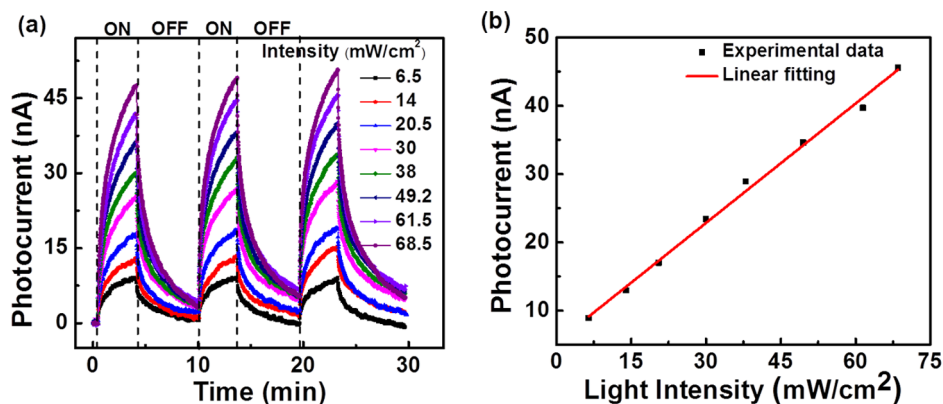 (a)
ON OFF ON OFF
Intensity (mW/cm²)
6.5
14
20.5
30
38
49.2
61.5
68.5
45
30
15
0
Photocurrent (nA)
0 10 20 30
Time (min)
(b)
Experimental data
Linear fitting
50
40
30
20
10
Photocurrent (nA)
0 15 30 45 60 75
Light Intensity (mW/cm²)